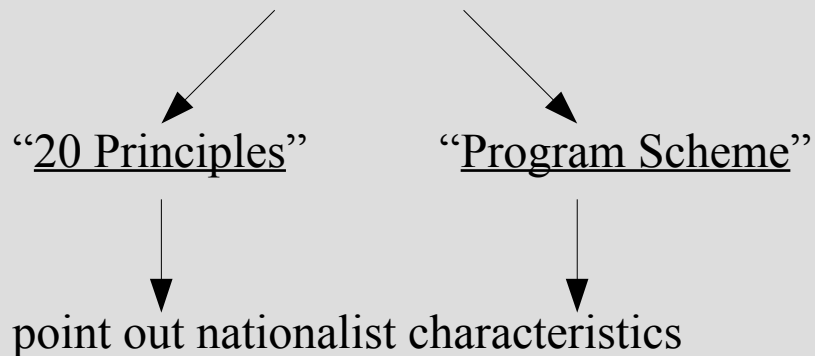 “20 Principles” “Program Scheme”
point out nationalist characteristics